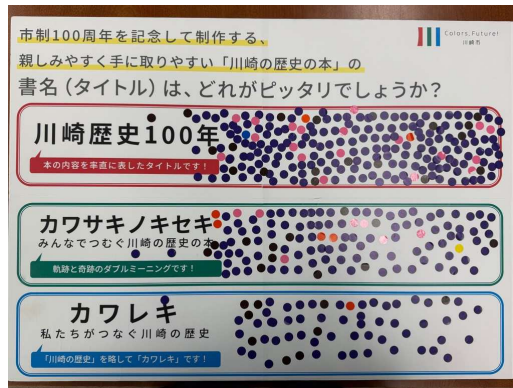 市制100周年を記念して制作する、
Colors, Future!
川崎市
親しみやすく手に取りやすい「川崎の歴史の本」の
書名(タイトル)は、どれがピッタリでしょうか?
川崎歴史100年
本の内容を率直に表したタイトルです!
カワサキノキセキ
みんなでつむぐ川崎の歴史の本
軌跡と奇跡のダブルミーニングです!
カワレキ
私たちがつなぐ川崎の歴史
「川崎の歴史」を略して「カワレキ」です!